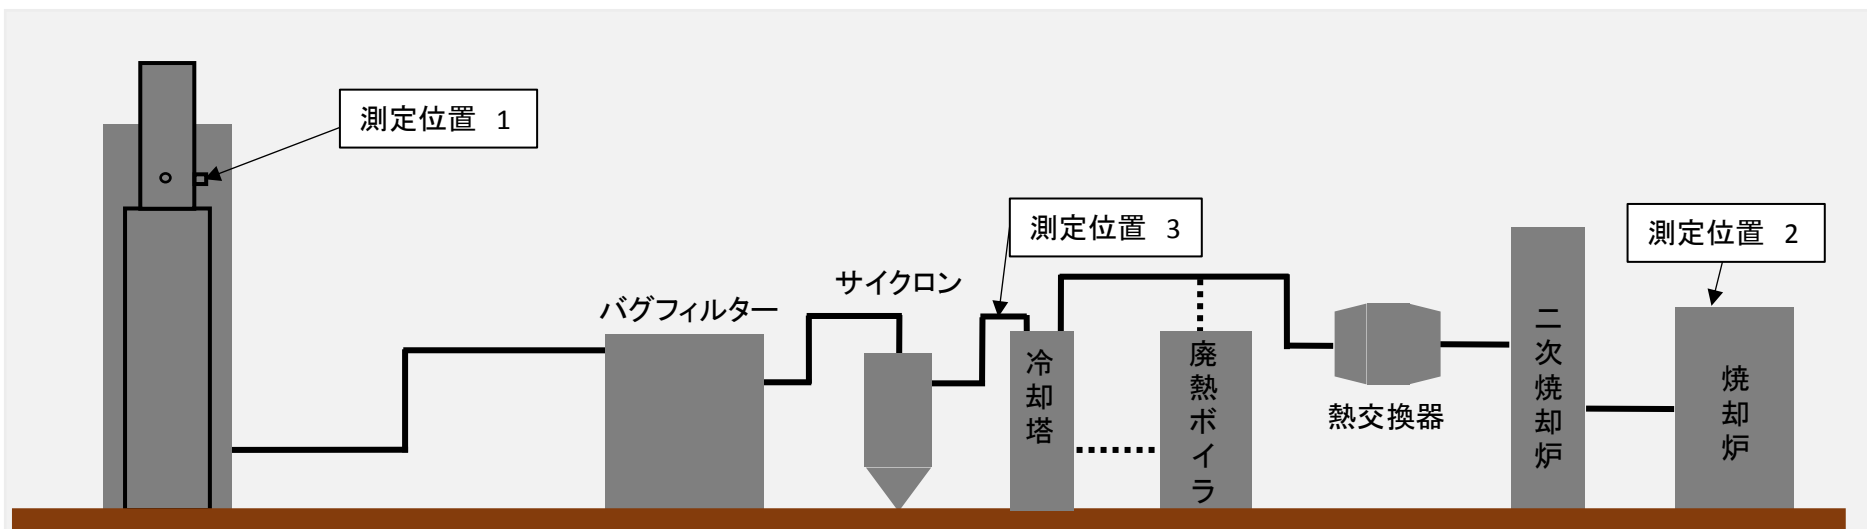 測定位置 1
測定位置 3
測定位置 2
サイクロン
バグフィルター
冷却塔
廃熱ボイラ
熱交換器
二次焼却炉
焼却炉